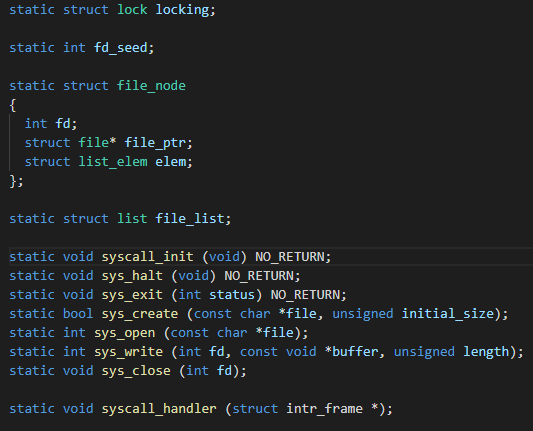 static struct lock locking;
static int fd_seed;
static struct file_node
{
int fd;
struct file* file_ptr;
struct list_elem elem;
};
static struct list file_list;
static void syscall_init (void) NO_RETURN;
static void sys_halt (void) NO_RETURN;
static void sys_exit (int status) NO_RETURN;
static bool sys_create (const char *file, unsigned initial_size);
static int sys_open (const char *file);
static int sys_write (int fd, const void *buffer, unsigned length);
static void sys_close (int fd);
static void syscall_handler (struct intr_frame *);